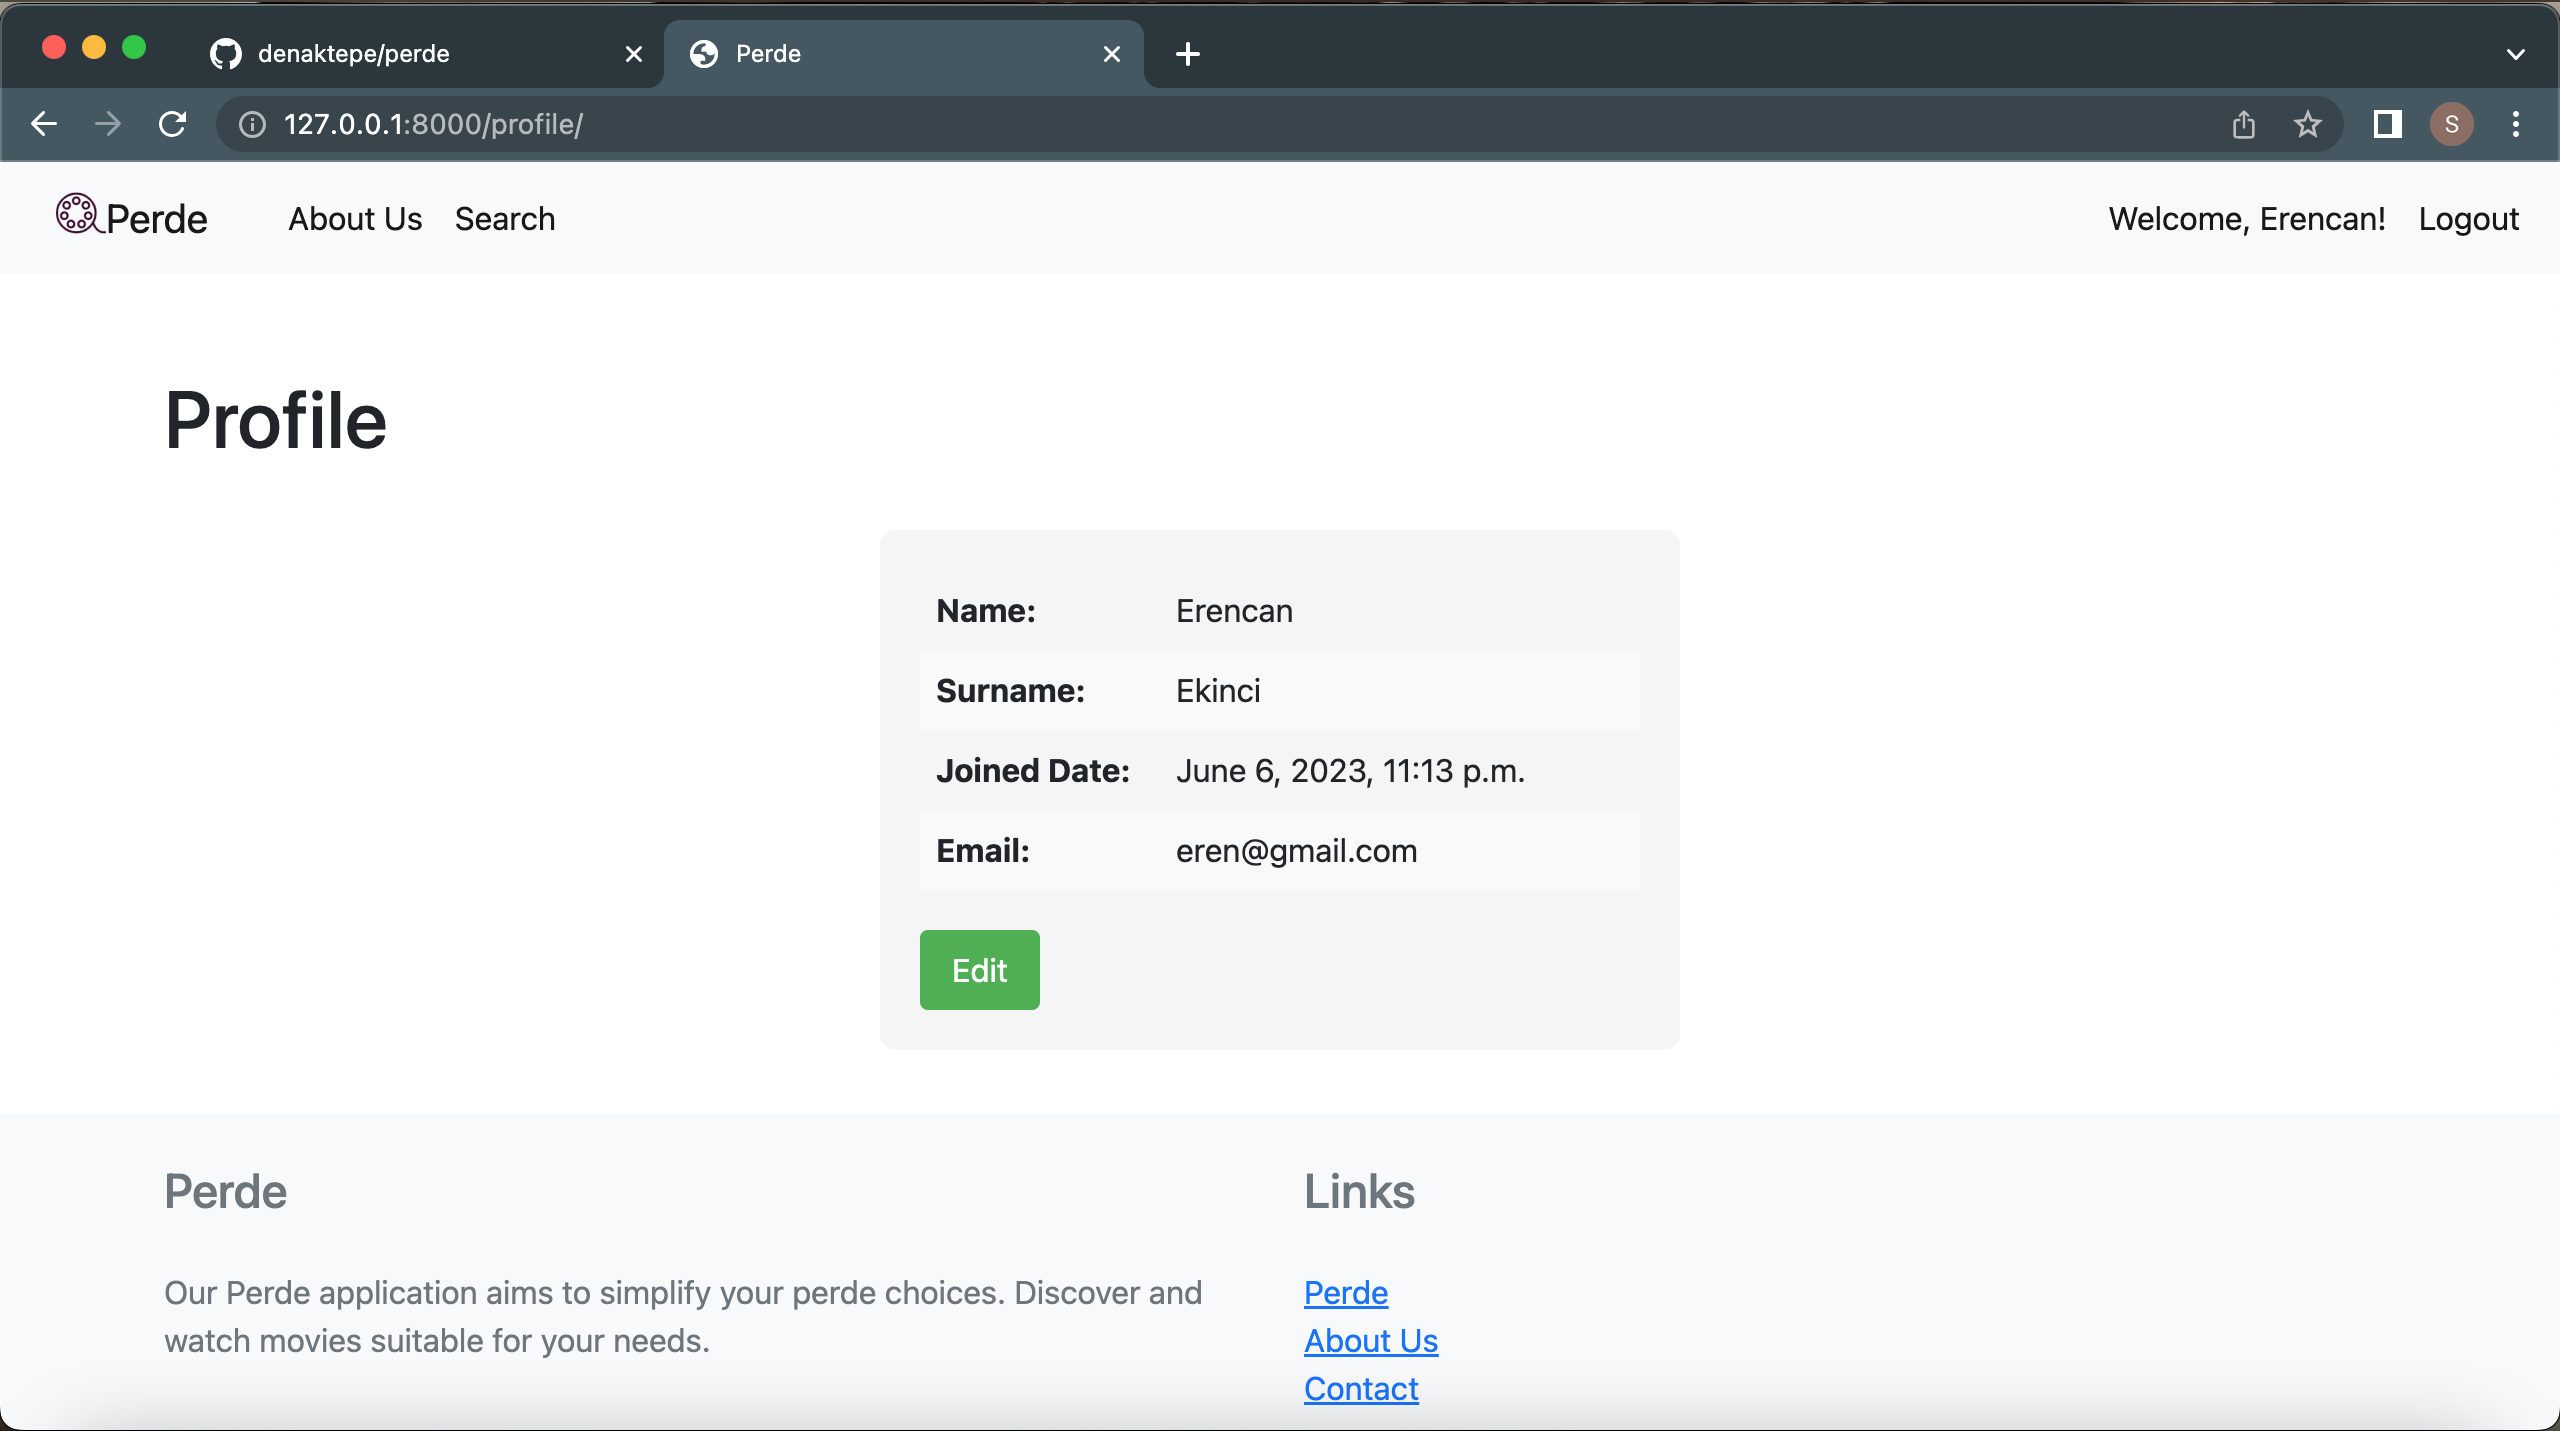 denaktepe/perde
Perde
127.0.0.1:8000/profile/
S
Perde
About Us
Search
Welcome, Erencan!
Logout
Profile
Name: Erencan
Surname: Ekinci
Joined Date: June 6, 2023, 11:13 p.m.
Email: eren@gmail.com
Edit
Perde
Our Perde application aims to simplify your perde choices. Discover and
watch movies suitable for your needs.
Links
Perde
About Us
Contact